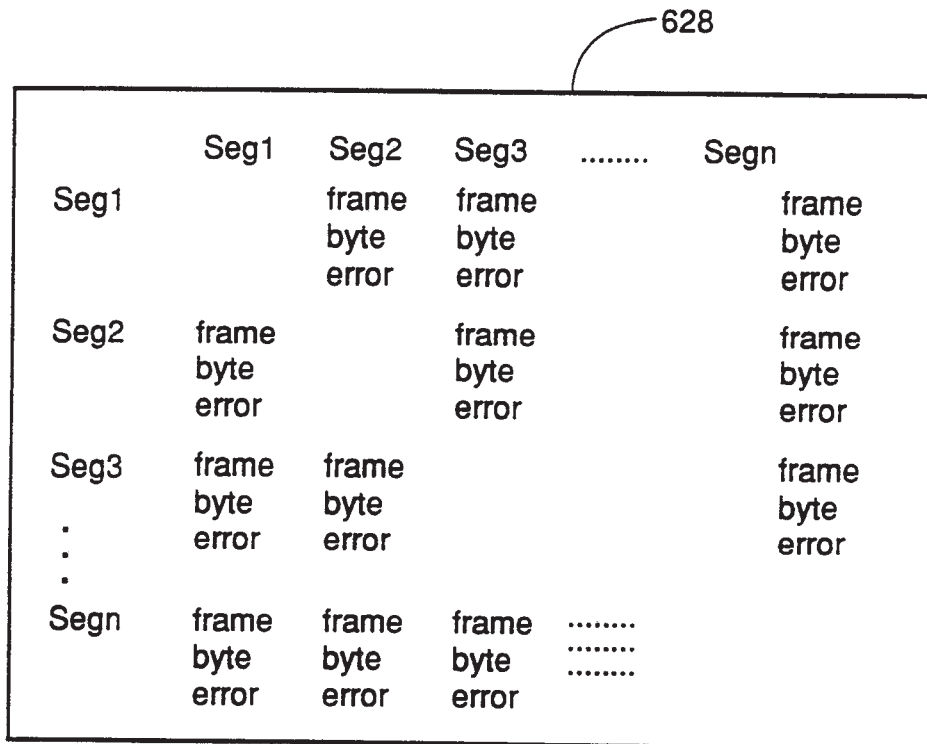 628
Seg1 Seg2 Seg3 ........ Segn
Seg1 frame frame frame
byte byte byte
error error error
Seg2 frame frame frame
byte byte byte
error error error
Seg3 frame frame frame
byte byte byte
. error error error
.
.
Segn frame frame frame ........
byte byte byte ........
error error error ........